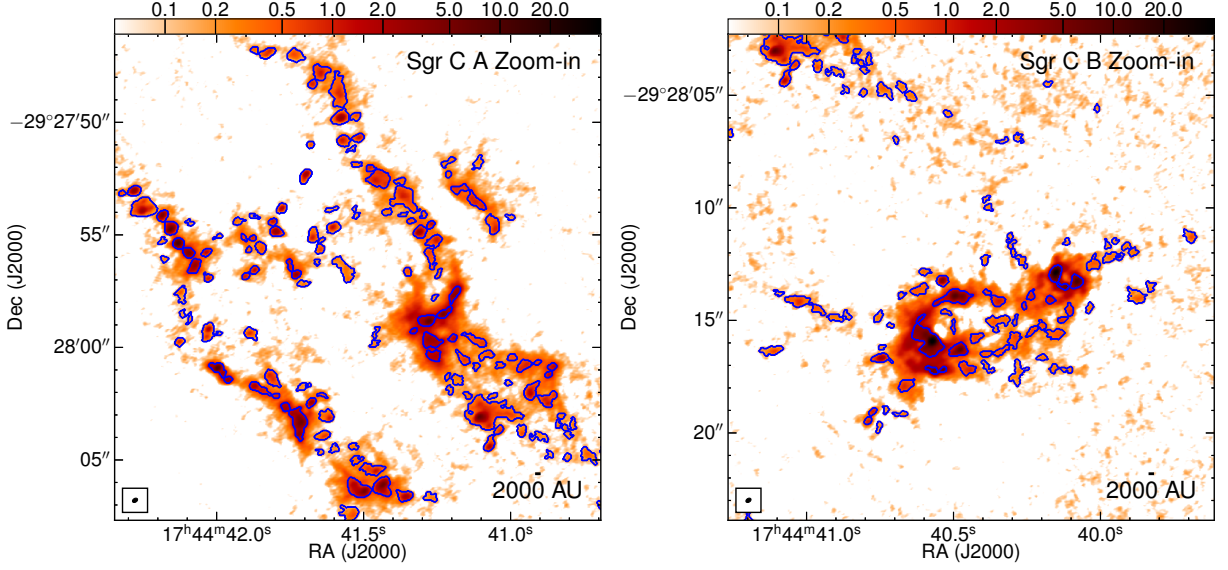 0.1 0.2 0.5 1.0 2.0 5.0 10.0 20.0
Sgr C A Zoom-in
Dec (J2000)
−29°27′50″
55″
28′00″
05″
2000 AU
17ʰ44ᵐ42.0ˢ 41.5ˢ 41.0ˢ
RA (J2000)
0.1 0.2 0.5 1.0 2.0 5.0 10.0 20.0
Sgr C B Zoom-in
Dec (J2000)
−29°28′05″
10″
15″
20″
2000 AU
17ʰ44ᵐ41.0ˢ 40.5ˢ 40.0ˢ
RA (J2000)